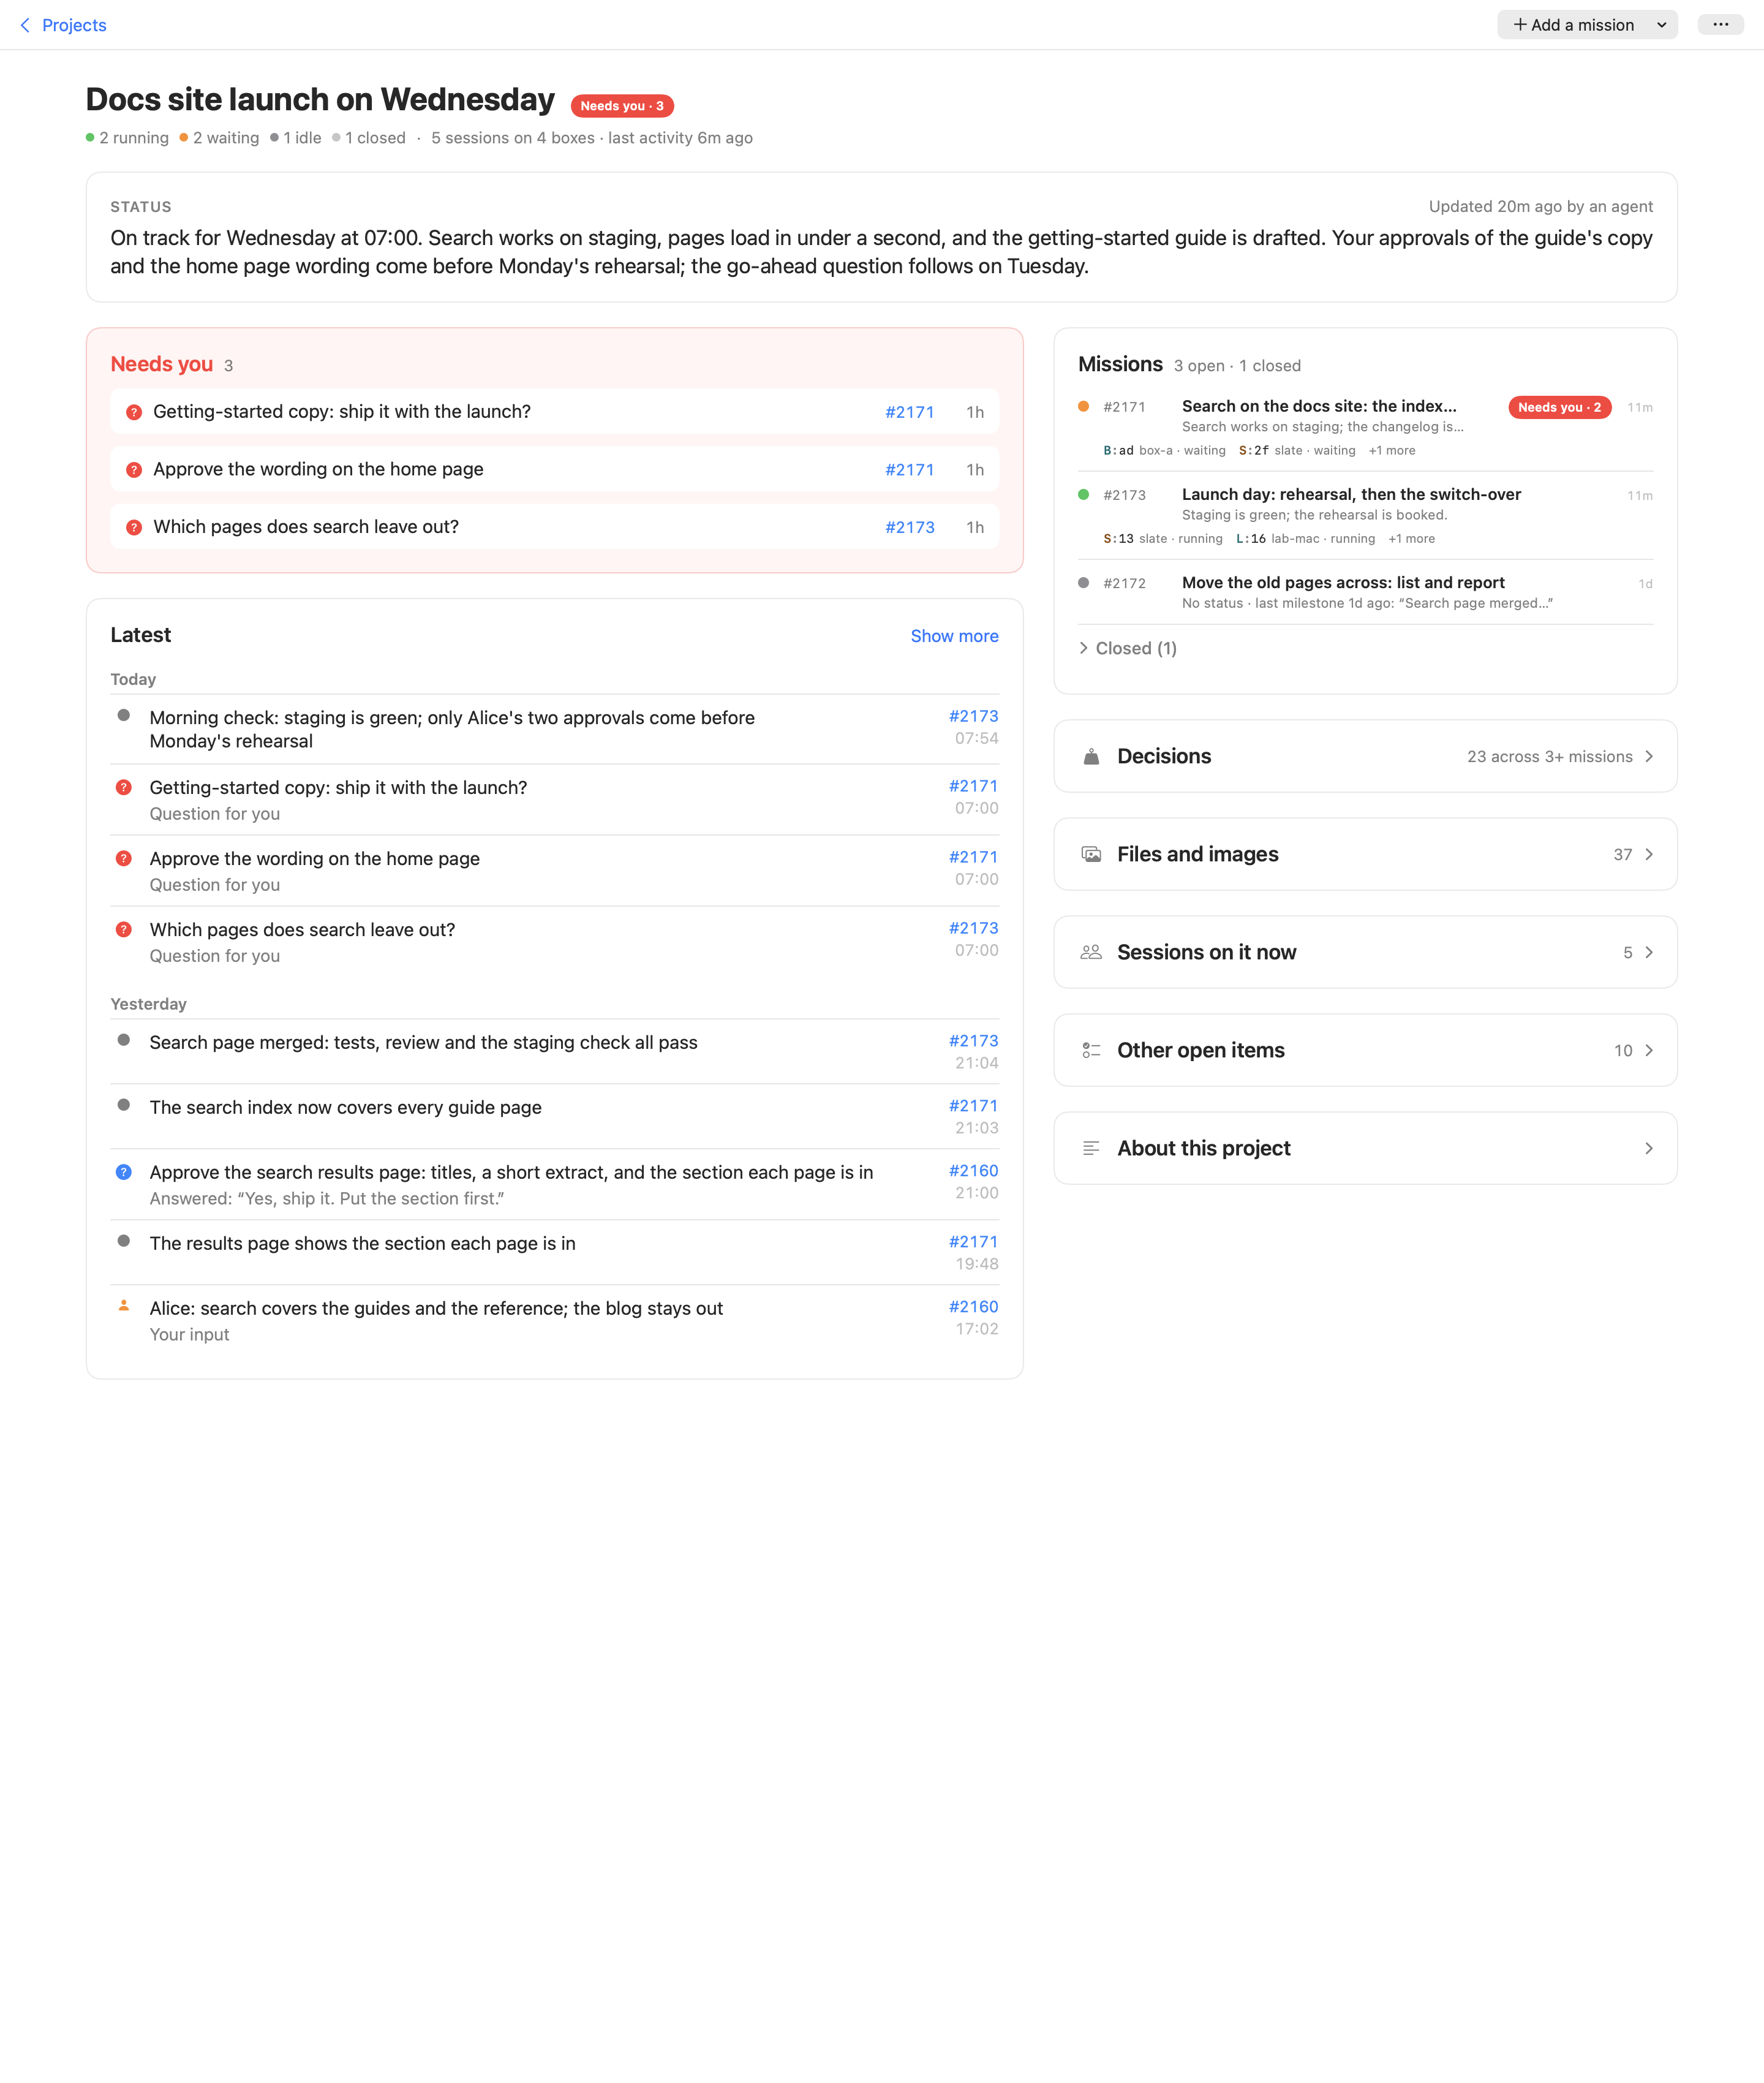 Projects
Add a mission
Docs site launch on Wednesday
Needs you · 3
2 running 2 waiting 1 idle 1 closed · 5 sessions on 4 boxes · last activity 6m ago
STATUS
Updated 20m ago by an agent
On track for Wednesday at 07:00. Search works on staging, pages load in under a second, and the getting-started guide is drafted. Your approvals of the guide's copy
and the home page wording come before Monday's rehearsal; the go-ahead question follows on Tuesday.
Needs you 3
? Getting-started copy: ship it with the launch? #2171 1h
? Approve the wording on the home page #2171 1h
? Which pages does search leave out? #2173 1h
Latest
Show more
Today
Morning check: staging is green; only Alice's two approvals come before
Monday's rehearsal
#2173
07:54
? Getting-started copy: ship it with the launch?
Question for you
#2171
07:00
? Approve the wording on the home page
Question for you
#2171
07:00
? Which pages does search leave out?
Question for you
#2173
07:00
Yesterday
Search page merged: tests, review and the staging check all pass
#2173
21:04
The search index now covers every guide page
#2171
21:03
? Approve the search results page: titles, a short extract, and the section each page is in
Answered: “Yes, ship it. Put the section first.”
#2160
21:00
The results page shows the section each page is in
#2171
19:48
Alice: search covers the guides and the reference; the blog stays out
Your input
#2160
17:02
Missions 3 open · 1 closed
#2171 Search on the docs site: the index... Needs you · 2 11m
Search works on staging; the changelog is...
B:ad box-a · waiting S:2f slate · waiting +1 more
#2173 Launch day: rehearsal, then the switch-over 11m
Staging is green; the rehearsal is booked.
S:13 slate · running L:16 lab-mac · running +1 more
#2172 Move the old pages across: list and report 1d
No status · last milestone 1d ago: “Search page merged...”
Closed (1)
Decisions 23 across 3+ missions
Files and images 37
Sessions on it now 5
Other open items 10
About this project